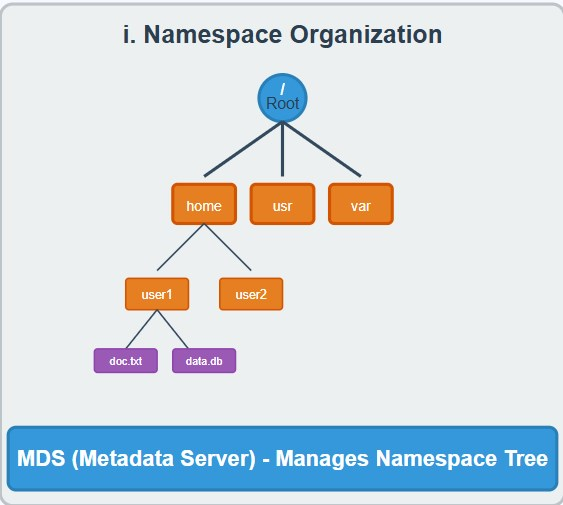 i. Namespace Organization
/
Root
home usr var
user1 user2
doc.txt data.db
MDS (Metadata Server) - Manages Namespace Tree